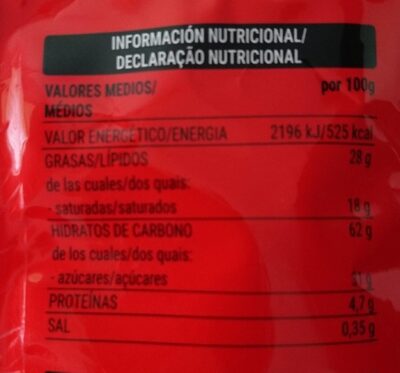 INFORMACIÓN NUTRICIONAL/
DECLARAÇÃO NUTRICIONAL
VALORES MEDIOS/ por 100g
MÉDIOS
VALOR ENERGÉTICO/ENERGIA 2196 kJ/525 kcal
GRASAS/LÍPIDOS 28 g
de las cuales/dos quais:
- saturadas/saturados 18 g
HIDRATOS DE CARBONO 62 g
de los cuales/dos quais:
- azúcares/açúcares g
PROTEÍNAS 4,7 g
SAL 0,35 g